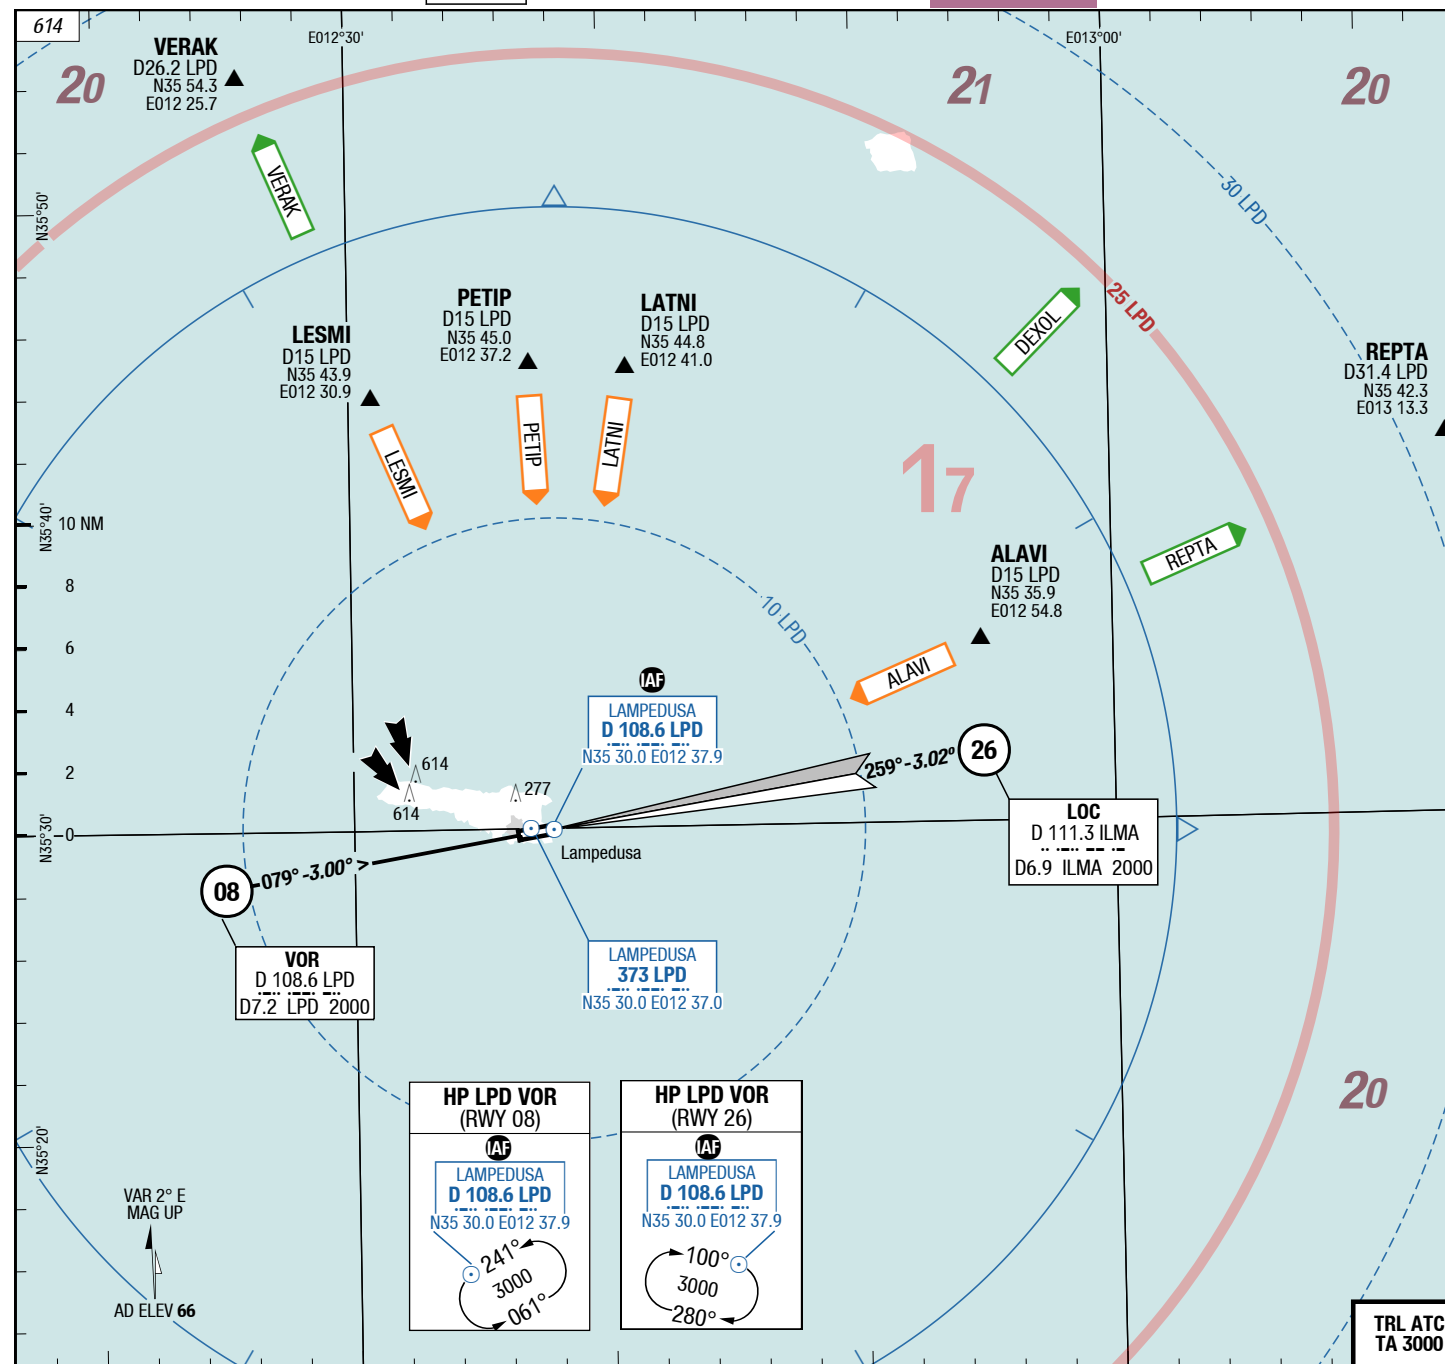 614
E012°30'
E013°00'
VERAK
D26.2 LPD
N35 54.3
E012 25.7
20
21
20
VERAK
N35°50'
30 LPD
25 LPD
PETIP
D15 LPD
N35 45.0
E012 37.2
LATNI
D15 LPD
N35 44.8
E012 41.0
LESMI
D15 LPD
N35 43.9
E012 30.9
DEXOL
REPTA
D31.4 LPD
N35 42.3
E013 13.3
LESMI
PETIP
LATNI
17
N35°40'
10 NM
REPTA
ALAVI
D15 LPD
N35 35.9
E012 54.8
8
6
4
2
0
10 LPD
ALAVI
IAF
LAMPEDUSA
D 108.6 LPD
N35 30.0 E012 37.9
614
614
277
259°-3.02°
26
LOC
D 111.3 ILMA
D6.9 ILMA 2000
N35°30'
Lampedusa
08
079°-3.00° >
VOR
D 108.6 LPD
D7.2 LPD 2000
LAMPEDUSA
373 LPD
N35 30.0 E012 37.0
20
N35°20'
HP LPD VOR
(RWY 08)
IAF
LAMPEDUSA
D 108.6 LPD
N35 30.0 E012 37.9
241°
3000
061°
HP LPD VOR
(RWY 26)
IAF
LAMPEDUSA
D 108.6 LPD
N35 30.0 E012 37.9
100°
3000
280°
VAR 2° E
MAG UP
AD ELEV 66
TRL ATC
TA 3000